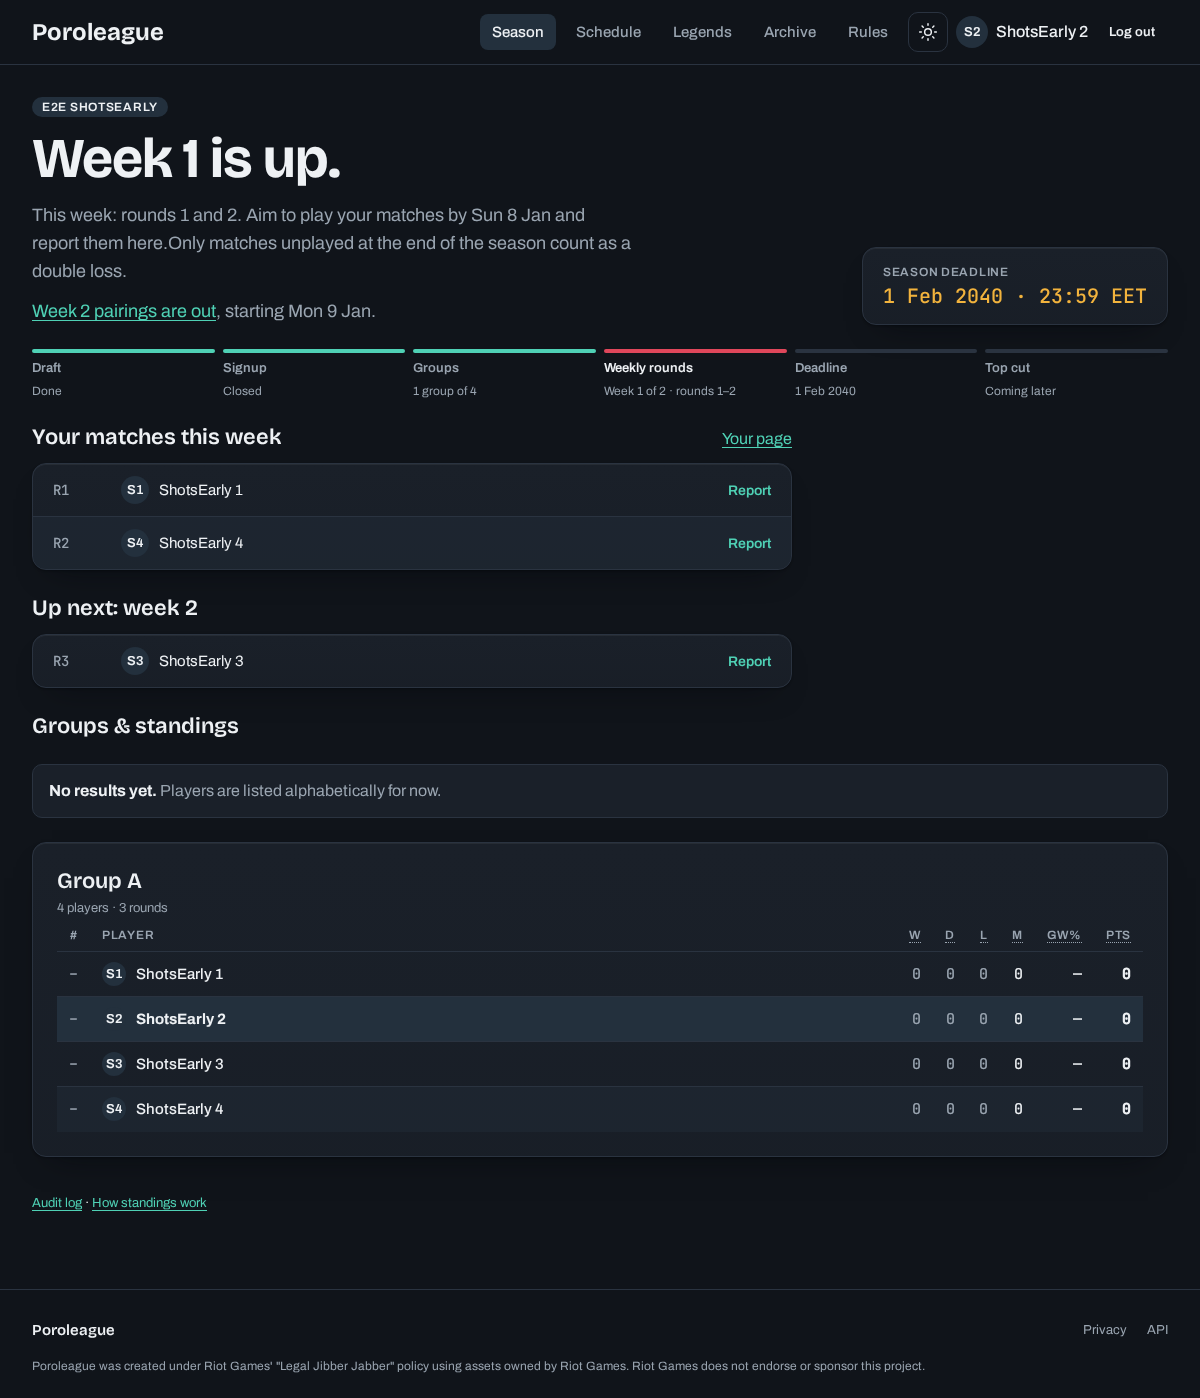 Poroleague
Season Schedule Legends Archive Rules S2 ShotsEarly 2 Log out
E2E SHOTSEARLY
Week 1 is up.
This week: rounds 1 and 2. Aim to play your matches by Sun 8 Jan and
report them here.Only matches unplayed at the end of the season count as a
double loss.
Week 2 pairings are out, starting Mon 9 Jan.
SEASON DEADLINE
1 Feb 2040 · 23:59 EET
Draft
Done
Signup
Closed
Groups
1 group of 4
Weekly rounds
Week 1 of 2 · rounds 1–2
Deadline
1 Feb 2040
Top cut
Coming later
Your matches this week
Your page
R1 S1 ShotsEarly 1 Report
R2 S4 ShotsEarly 4 Report
Up next: week 2
R3 S3 ShotsEarly 3 Report
Groups & standings
No results yet. Players are listed alphabetically for now.
Group A
4 players · 3 rounds
# PLAYER W D L M GW% PTS
– S1 ShotsEarly 1 0 0 0 0 — 0
– S2 ShotsEarly 2 0 0 0 0 — 0
– S3 ShotsEarly 3 0 0 0 0 — 0
– S4 ShotsEarly 4 0 0 0 0 — 0
Audit log · How standings work
Poroleague
Privacy API
Poroleague was created under Riot Games' "Legal Jibber Jabber" policy using assets owned by Riot Games. Riot Games does not endorse or sponsor this project.